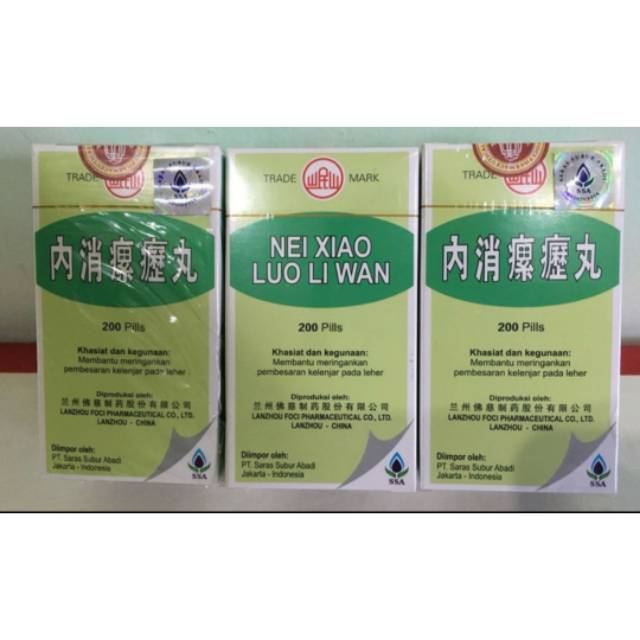 TRADE
内消瘰癧丸
200 Pills
Khasiat dan kegunaan:
Membantu meringankan
pembesaran kelenjar pada leher
Diproduksi oleh:
兰州佛慈制药股份有限公司
LANZHOU FOCI PHARMACEUTICAL CO., LTD.
LANZHOU - CHINA
Diimpor oleh:
PT. Saras Subur Abadi
Jakarta - Indonesia
SSA
TRADE MARK
岷山
NEI XIAO
LUO LI WAN
200 Pills
Khasiat dan kegunaan:
Membantu meringankan
pembesaran kelenjar pada leher
Diproduksi oleh:
兰州佛慈制药股份有限公司
LANZHOU FOCI PHARMACEUTICAL CO., LTD.
LANZHOU - CHINA
Diimpor oleh:
PT. Saras Subur Abadi
Jakarta - Indonesia
SSA
SSA
内消瘰癧丸
200 Pills
Khasiat dan kegunaan:
Membantu meringankan
pembesaran kelenjar pada leher
Diproduksi oleh:
兰州佛慈制药股份有限公司
LANZHOU FOCI PHARMACEUTICAL CO., LTD.
LANZHOU - CHINA
Diimpor oleh:
PT. Saras Subur Abadi
Jakarta - Indonesia
SSA